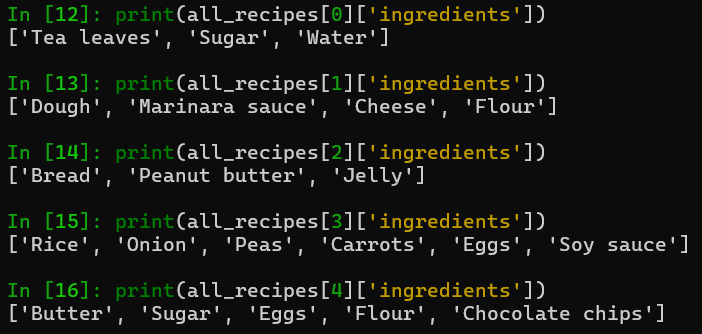 In [12]: print(all_recipes[0]['ingredients'])
['Tea leaves', 'Sugar', 'Water']
In [13]: print(all_recipes[1]['ingredients'])
['Dough', 'Marinara sauce', 'Cheese', 'Flour']
In [14]: print(all_recipes[2]['ingredients'])
['Bread', 'Peanut butter', 'Jelly']
In [15]: print(all_recipes[3]['ingredients'])
['Rice', 'Onion', 'Peas', 'Carrots', 'Eggs', 'Soy sauce']
In [16]: print(all_recipes[4]['ingredients'])
['Butter', 'Sugar', 'Eggs', 'Flour', 'Chocolate chips']